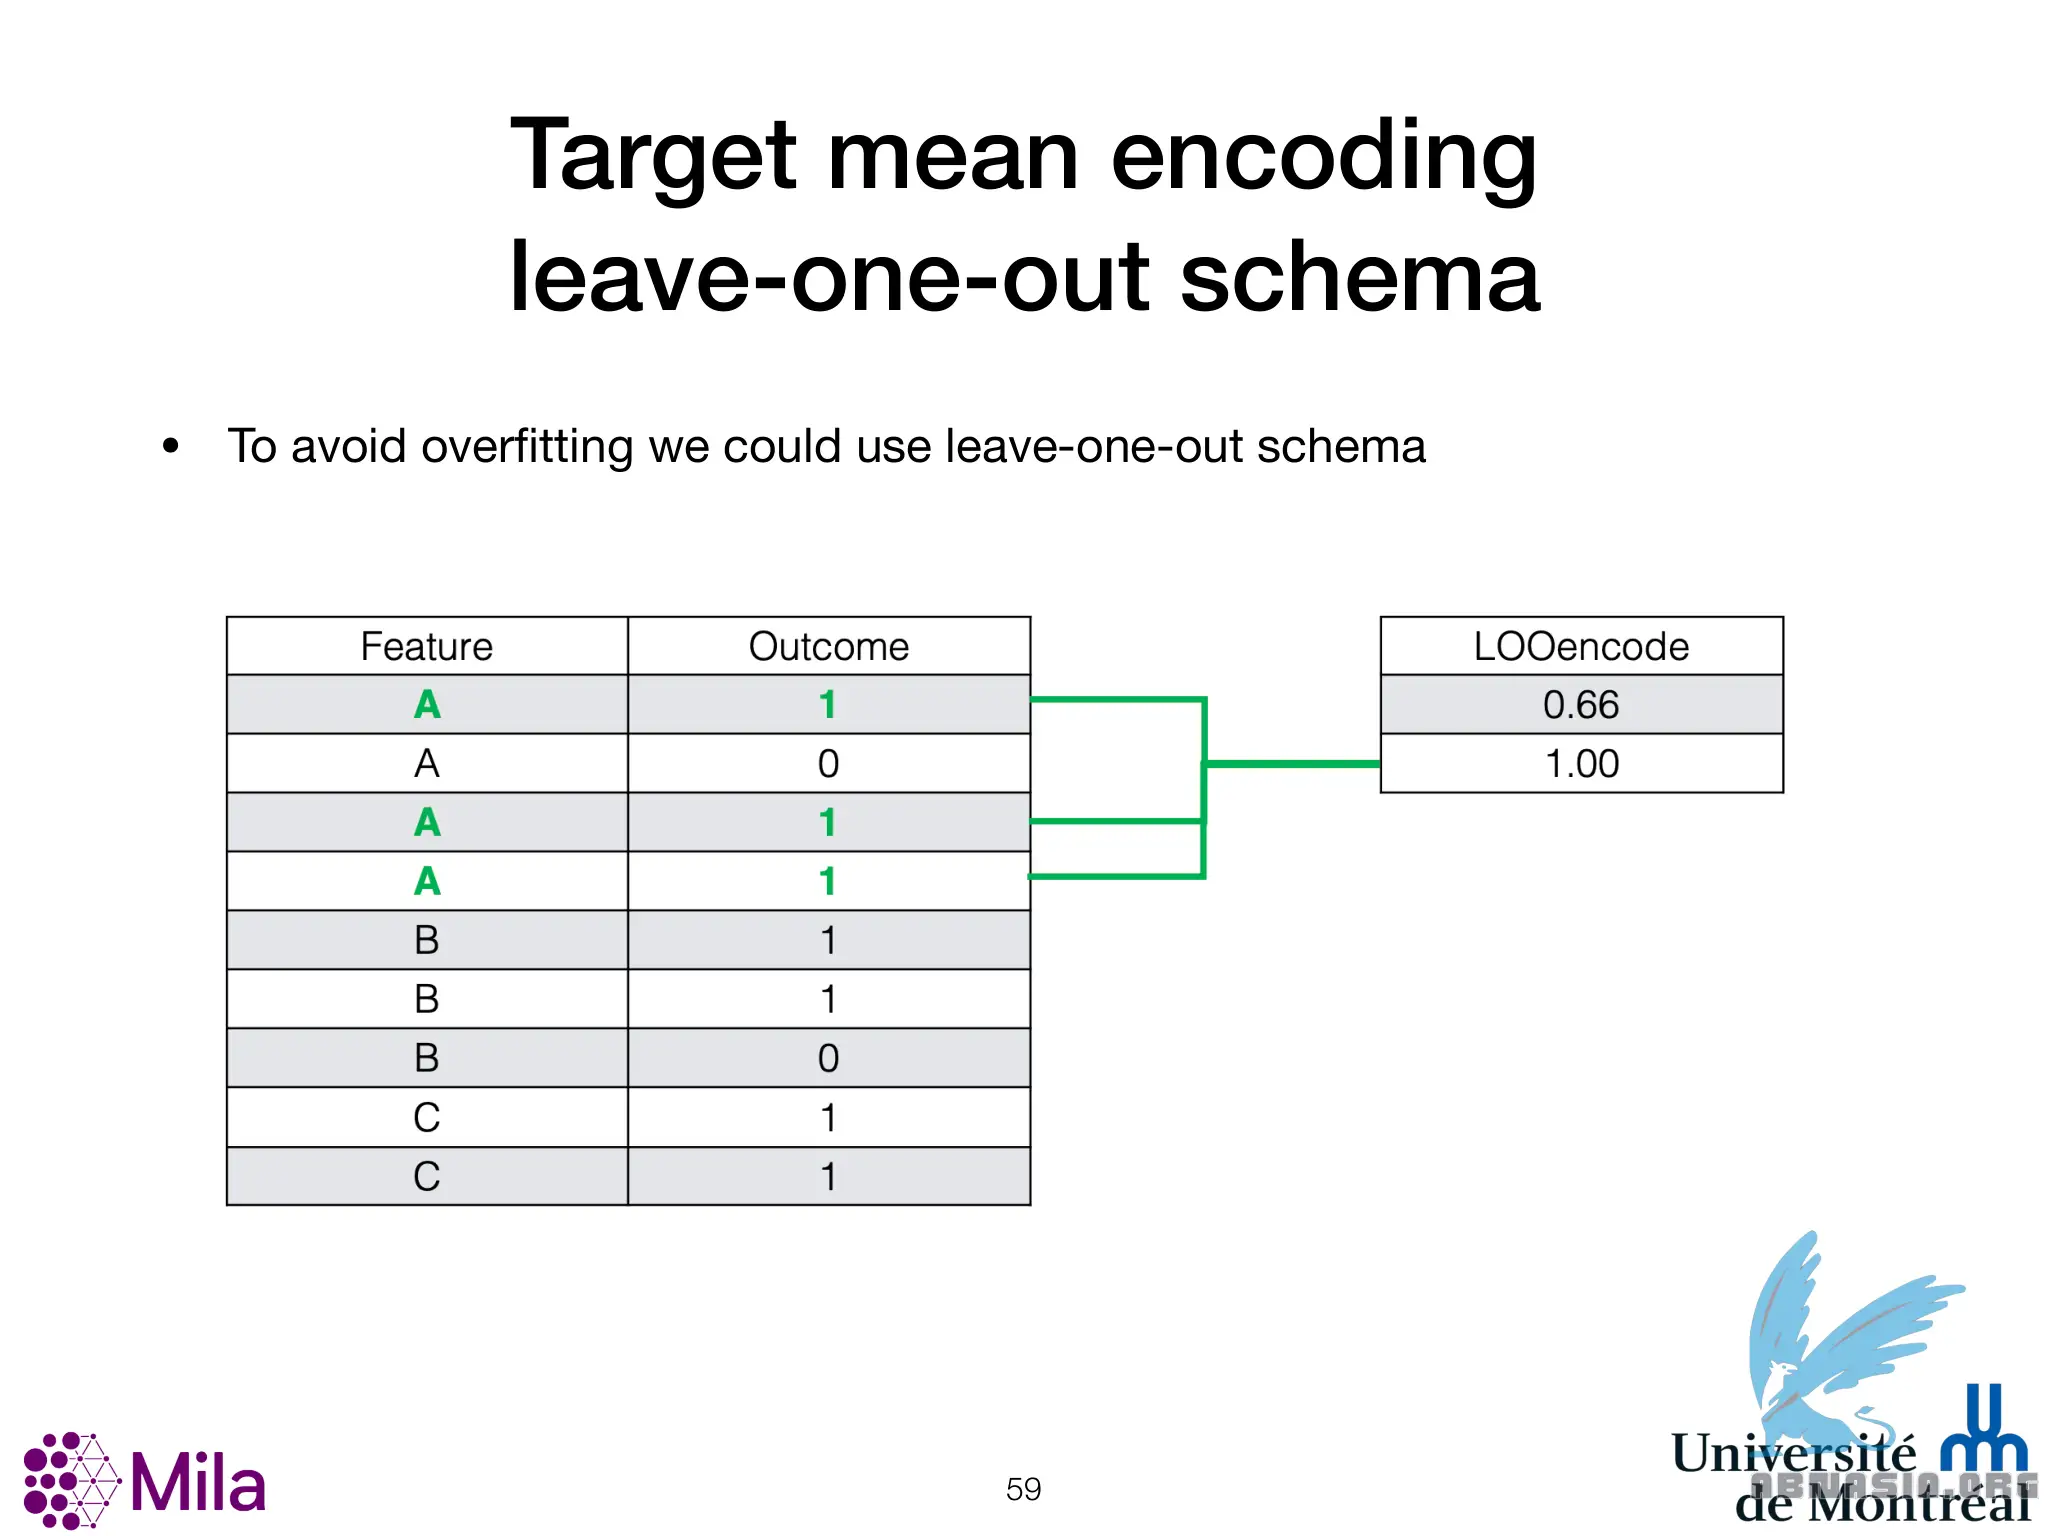 Target mean encoding
leave-one-out schema
• To avoid overfitting we could use leave-one-out schema
Feature Outcome LOOencode
A 1 0.66
A 0 1.00
A 1
A 1
B 1
B 1
B 0
C 1
C 1
Mila
59
Université
de Montréal
ABNASIA.ORG